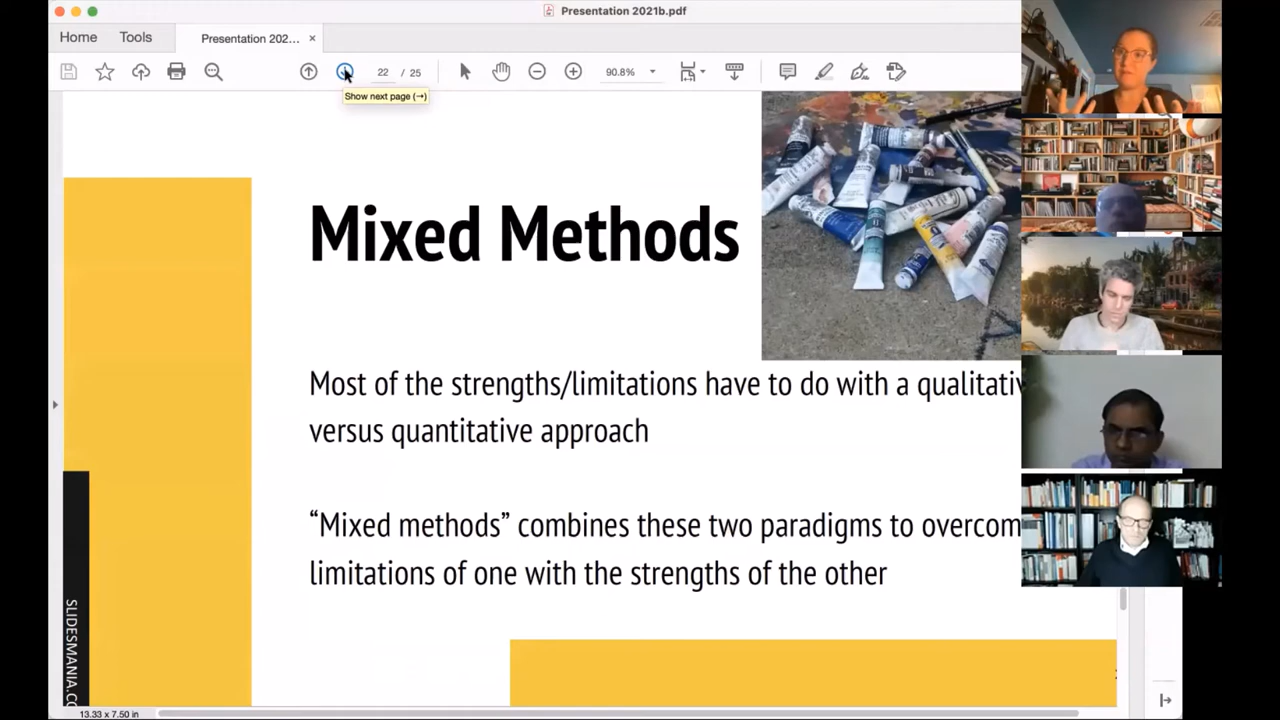 Presentation 2021b.pdf
Home
Tools
Presentation 202...
22 / 25
90.8%
Show next page (→)
Mixed Methods
Most of the strengths/limitations have to do with a qualitativ
versus quantitative approach
“Mixed methods” combines these two paradigms to overcom
limitations of one with the strengths of the other
SLIDESMANIA.CO
13.33 x 7.50 in